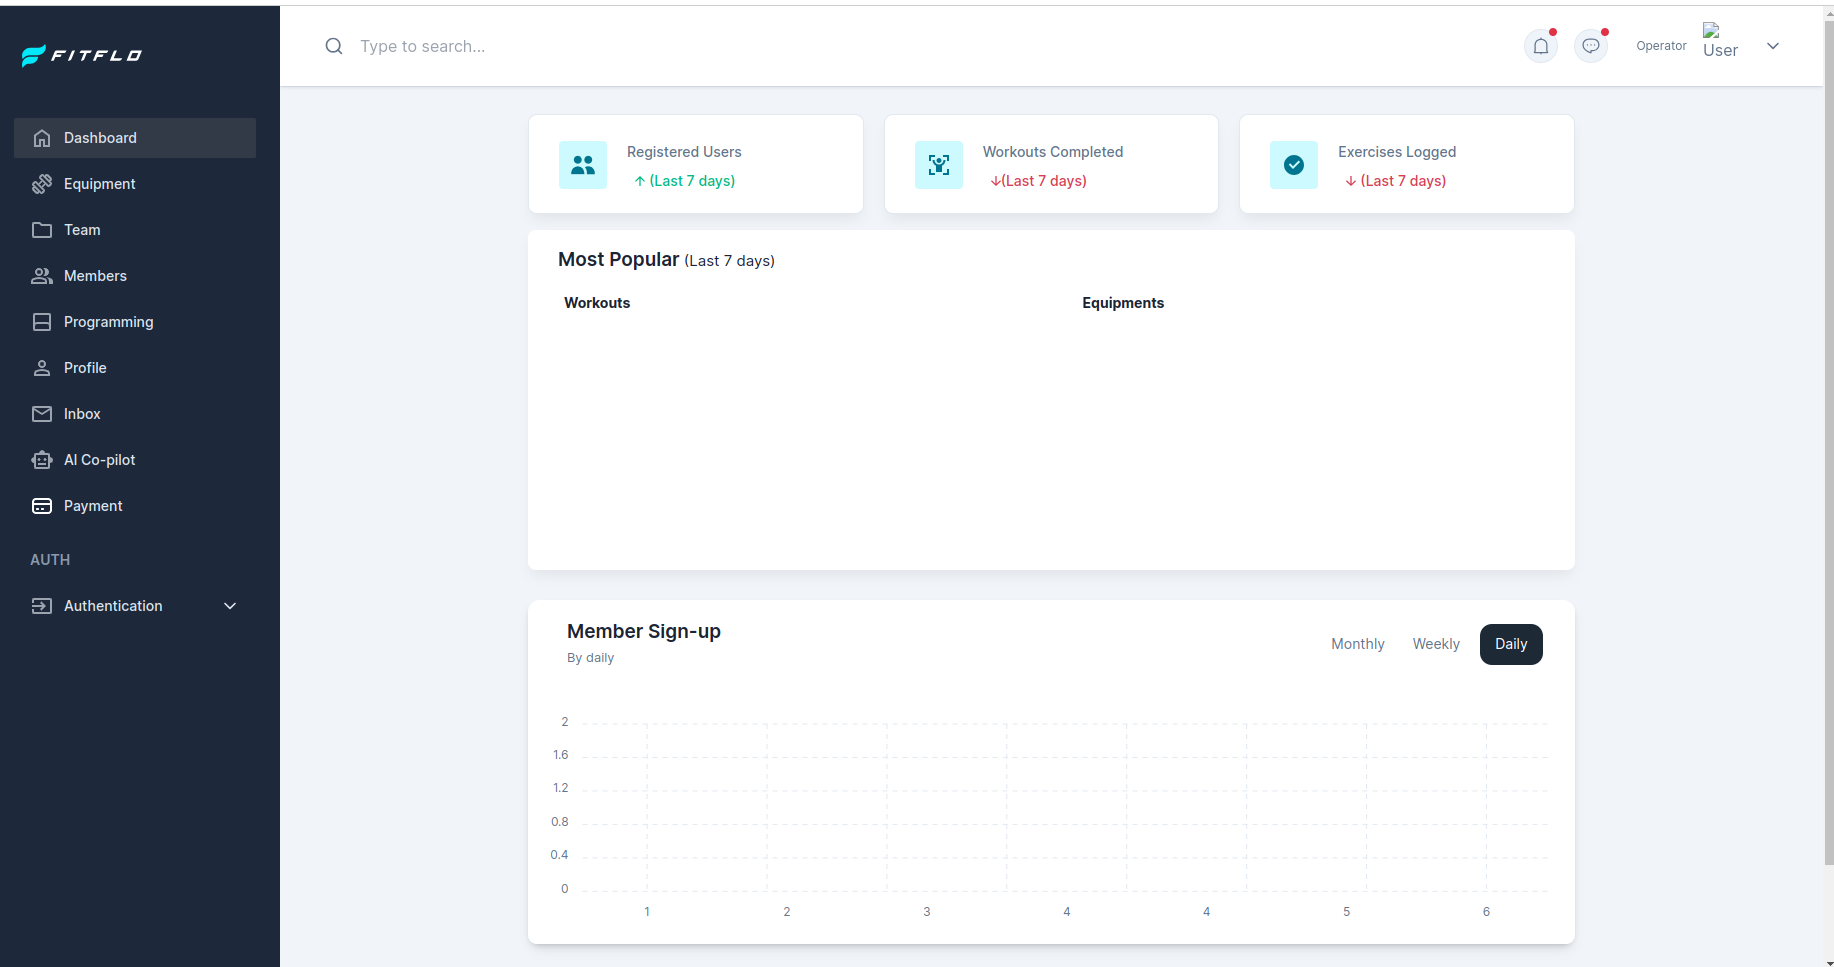 FITFLO
Type to search...
Operator
User
Dashboard
Equipment
Team
Members
Programming
Profile
Inbox
AI Co-pilot
Payment
AUTH
Authentication
Registered Users
↑ (Last 7 days)
Workouts Completed
↓(Last 7 days)
Exercises Logged
↓ (Last 7 days)
Most Popular (Last 7 days)
Workouts
Equipments
Member Sign-up
By daily
Monthly Weekly Daily
2
1.6
1.2
0.8
0.4
0
1 2 3 4 4 5 6